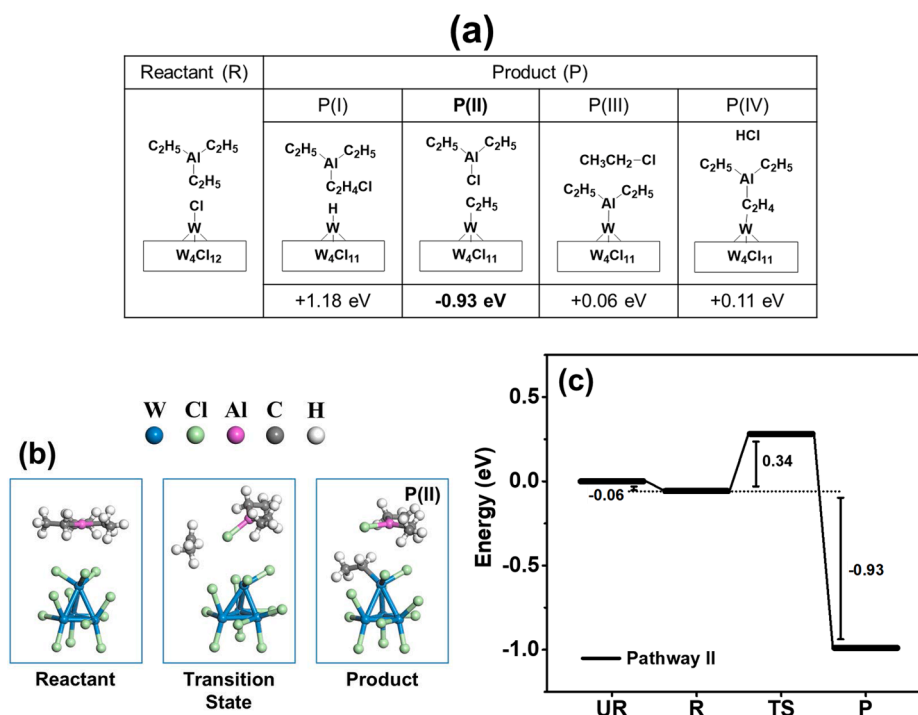 (a)
Reactant (R)
Product (P)
P(I)
P(II)
P(III)
P(IV)
C₂H₅ C₂H₅
Al
C₂H₅
Cl
W
W₄Cl₁₂
C₂H₅ C₂H₅
Al
C₂H₄Cl
H
W
W₄Cl₁₁
C₂H₅ C₂H₅
Al
Cl
C₂H₅
W
W₄Cl₁₁
CH₃CH₂–Cl
C₂H₅ C₂H₅
Al
W
W₄Cl₁₁
HCl
C₂H₅ C₂H₅
Al
C₂H₄
W
W₄Cl₁₁
+1.18 eV
-0.93 eV
+0.06 eV
+0.11 eV
W Cl Al C H
(b)
P(II)
Reactant
Transition
State
Product
(c)
Energy (eV)
0.5
0.0
-0.5
-1.0
-0.06
0.34
-0.93
Pathway II
UR R TS P